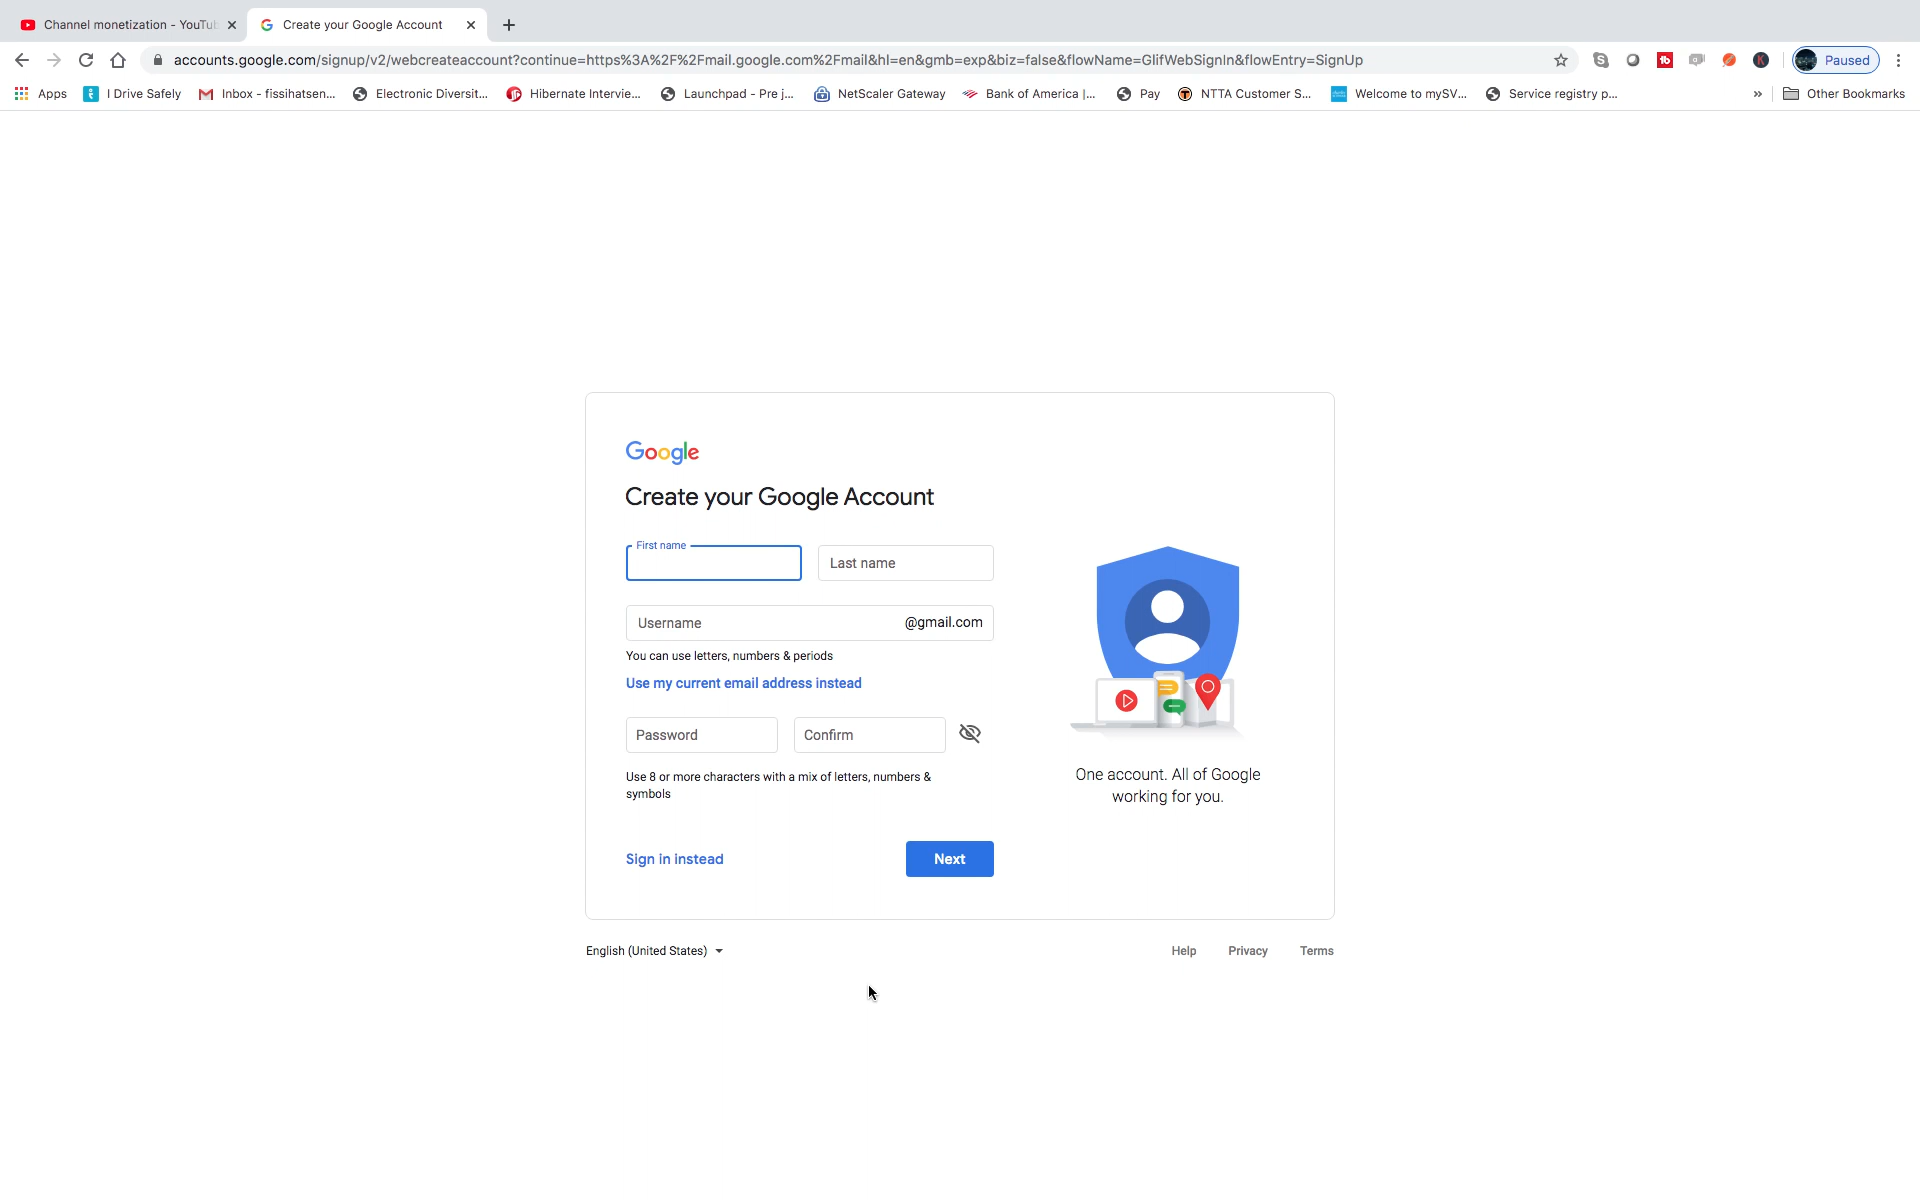 Channel monetization - YouTu
Create your Google Account
accounts.google.com/signup/v2/webcreateaccount?continue=https%3A%2F%2Fmail.google.com%2Fmail&hl=en&gmb=exp&biz=false&flowName=GlifWebSignIn&flowEntry=SignUp
Paused
Apps
I Drive Safely
Inbox - fissihatsen...
Electronic Diversit...
Hibernate Intervie...
Launchpad - Pre j...
NetScaler Gateway
Bank of America |...
Pay
NTTA Customer S...
Welcome to mySV...
Service registry p...
»
Other Bookmarks
Google
Create your Google Account
First name
Last name
Username
@gmail.com
You can use letters, numbers & periods
Use my current email address instead
Password
Confirm
Use 8 or more characters with a mix of letters, numbers &
symbols
One account. All of Google
working for you.
Sign in instead
Next
English (United States)
Help
Privacy
Terms